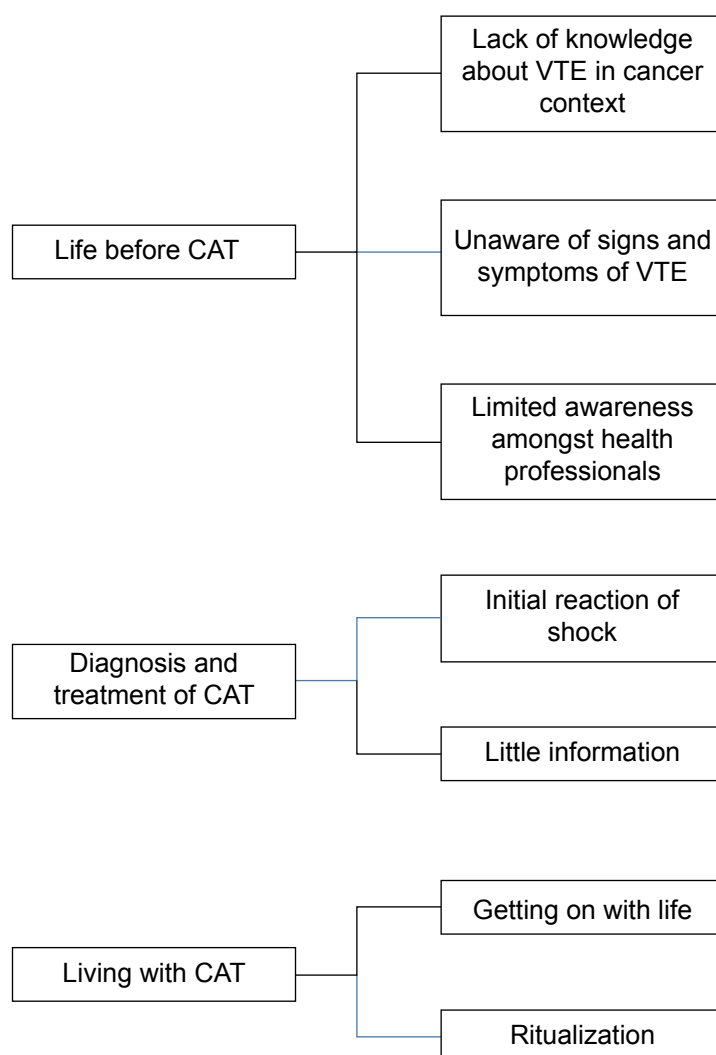 Life before CAT
Lack of knowledge
about VTE in cancer
context
Unaware of signs and
symptoms of VTE
Limited awareness
amongst health
professionals
Diagnosis and
treatment of CAT
Initial reaction of
shock
Little information
Living with CAT
Getting on with life
Ritualization